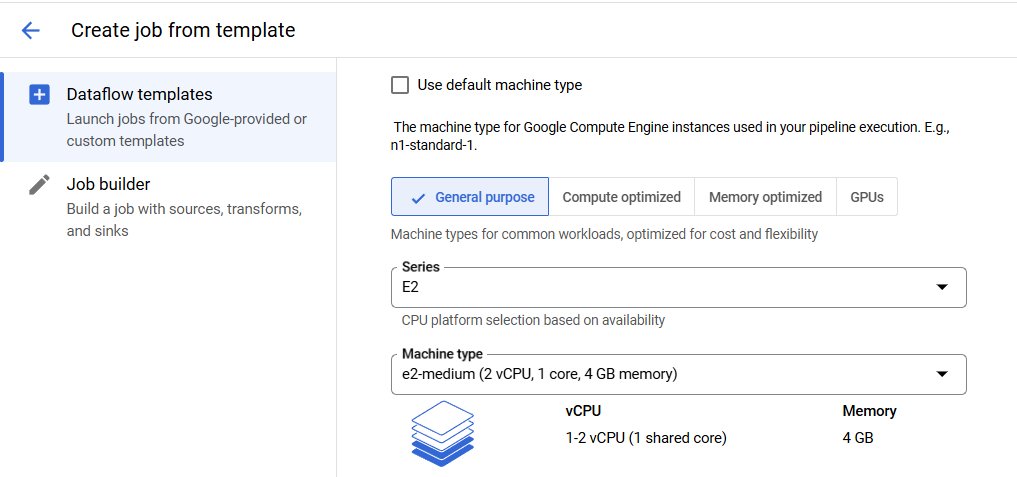 Create job from template
Dataflow templates
Launch jobs from Google-provided or
custom templates
Job builder
Build a job with sources, transforms,
and sinks
Use default machine type
The machine type for Google Compute Engine instances used in your pipeline execution. E.g.,
n1-standard-1.
General purpose
Compute optimized
Memory optimized
GPUs
Machine types for common workloads, optimized for cost and flexibility
Series
E2
CPU platform selection based on availability
Machine type
e2-medium (2 vCPU, 1 core, 4 GB memory)
vCPU
Memory
1-2 vCPU (1 shared core)
4 GB